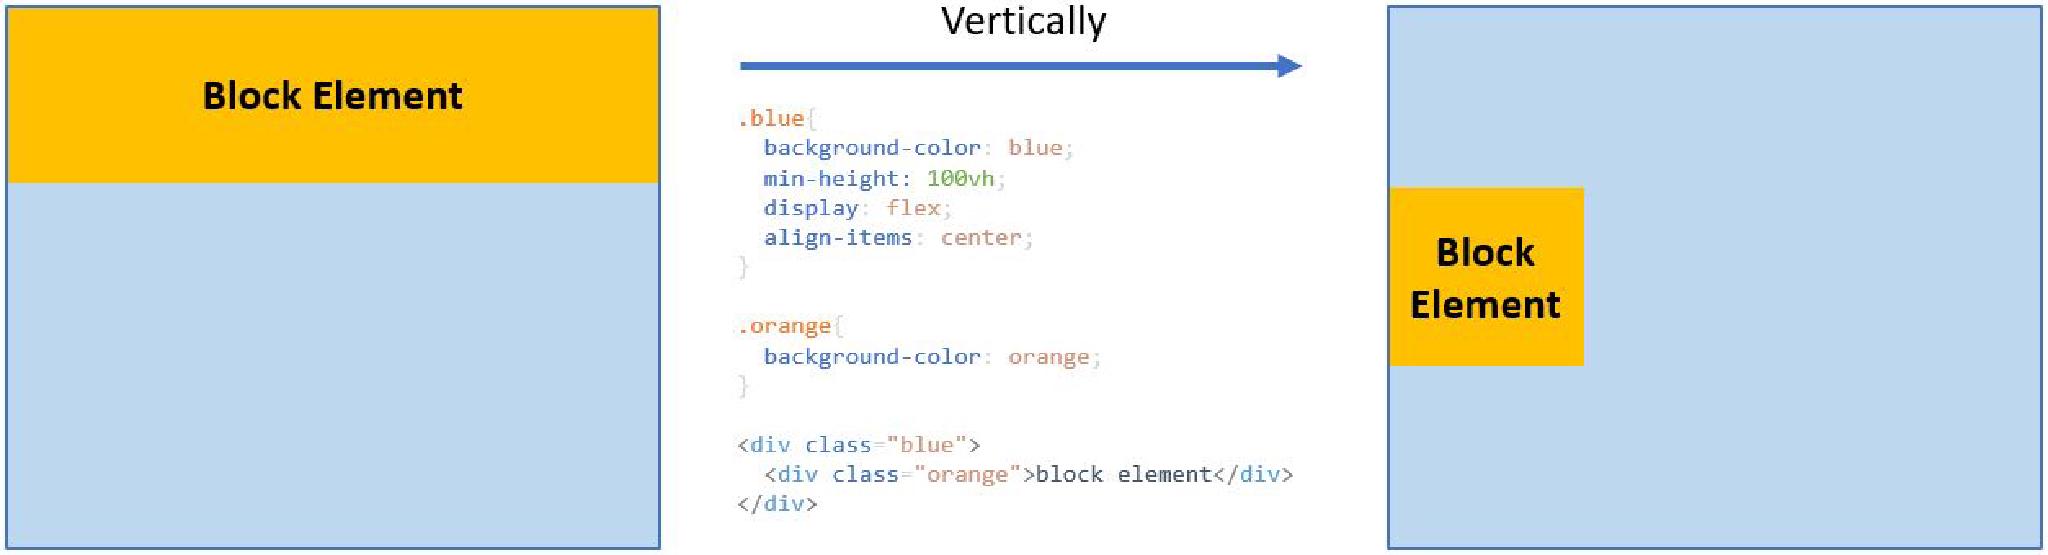 Block Element
Vertically
.blue{
  background-color: blue;
  min-height: 100vh;
  display: flex;
  align-items: center;
}
.orange{
  background-color: orange;
}
<div class="blue">
  <div class="orange">block element</div>
</div>
Block
Element